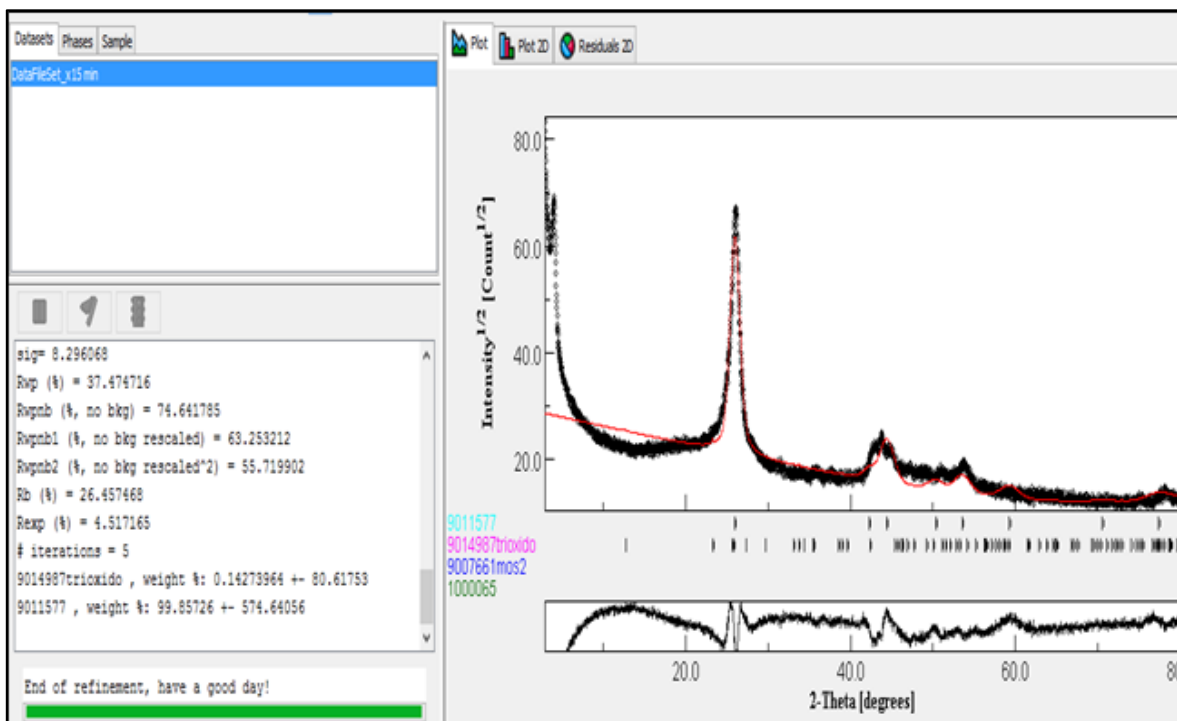 Datasets Phases Sample
DataFileSet_x15 min
sig= 8.296068
Rwp (%) = 37.474716
Rwpnb (%, no bkg) = 74.641785
Rwpnb1 (%, no bkg rescaled) = 63.253212
Rwpnb2 (%, no bkg rescaled^2) = 55.719902
Rb (%) = 26.457468
Rexp (%) = 4.517165
# iterations = 5
9014987trioxido , weight %: 0.14273964 +- 80.61753
9011577 , weight %: 99.85726 +- 574.64056
End of refinement, have a good day!
Plot Plot 2D Residuals 2D
Intensity1/2 [Count1/2]
80.0
60.0
40.0
20.0
9011577
9014987trioxido
9007661mos2
1000065
20.0 40.0 60.0 80
2-Theta [degrees]